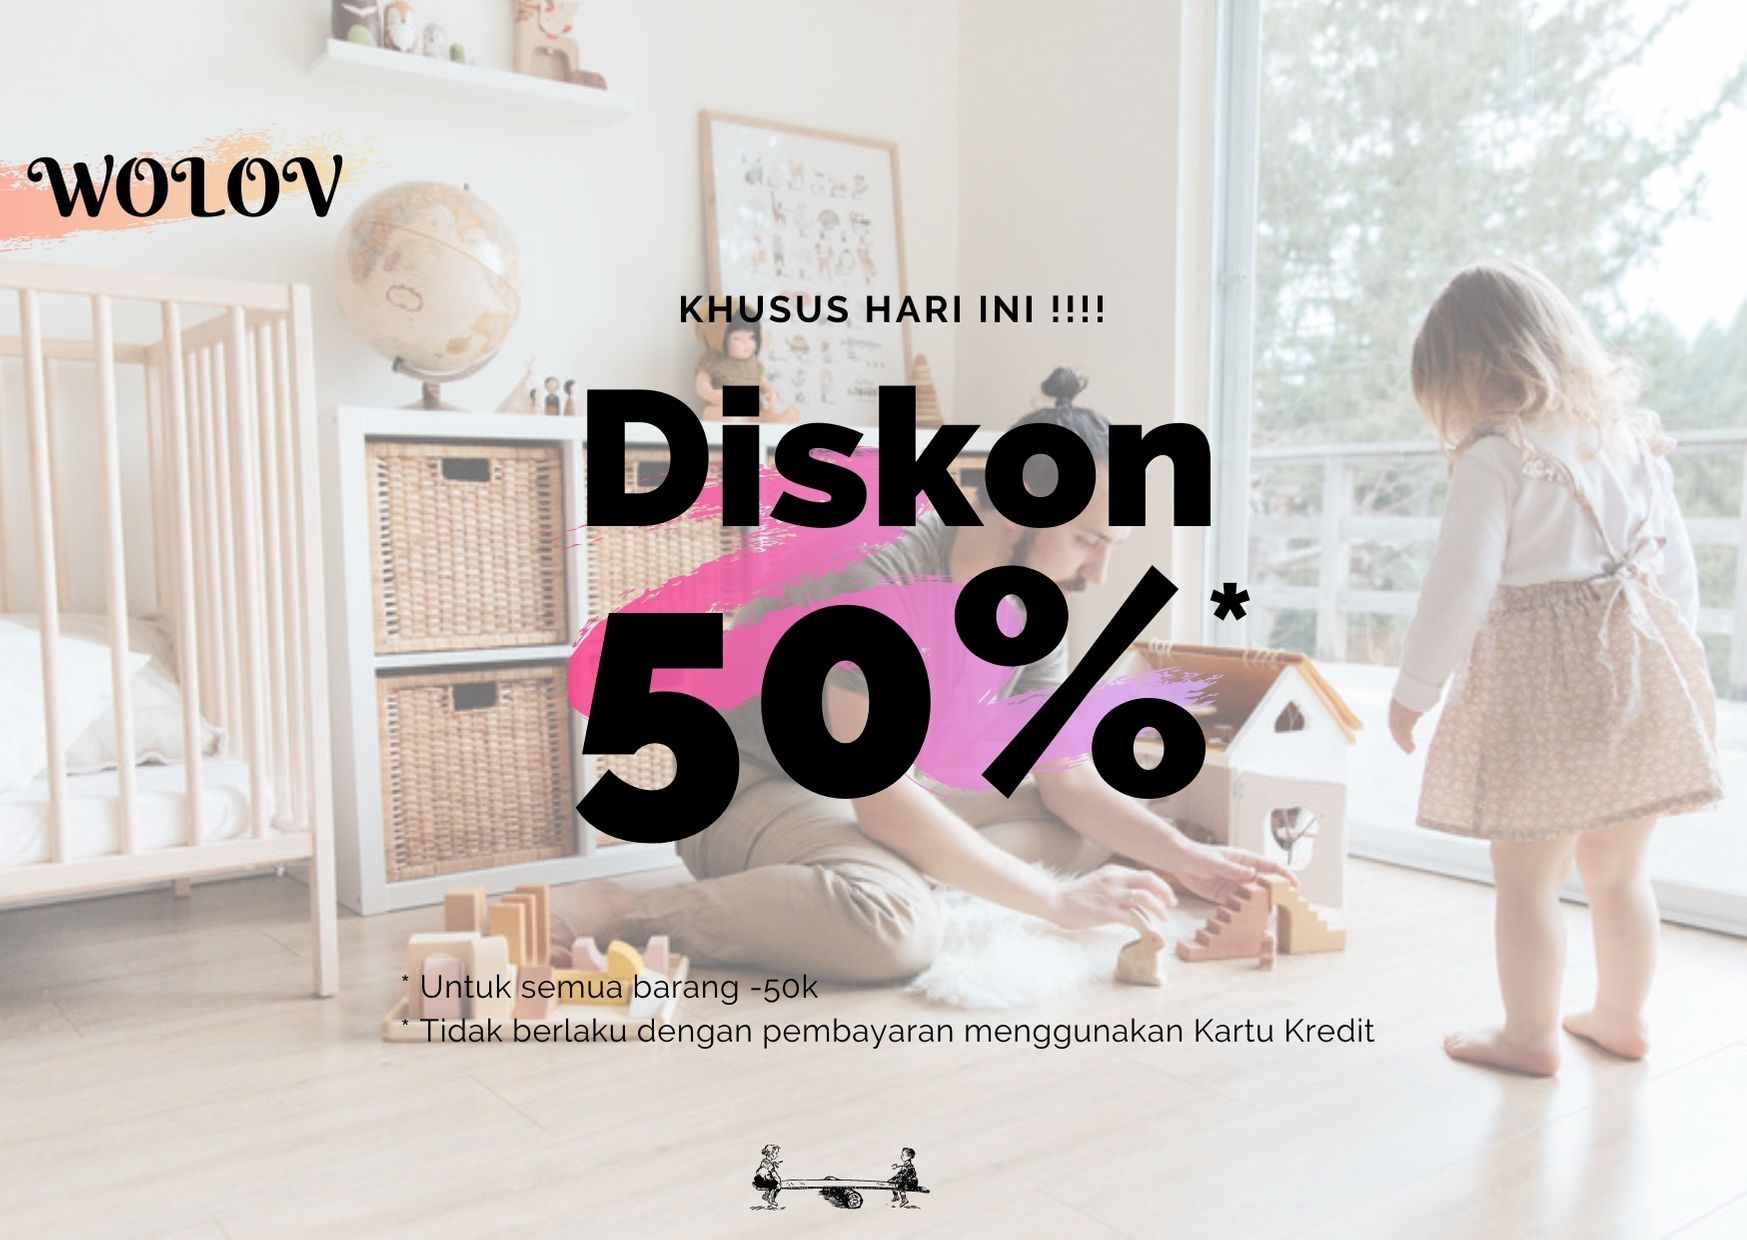 WOLOV
KHUSUS HARI INI !!!!
Diskon
50%*
* Untuk semua barang -50k
* Tidak berlaku dengan pembayaran menggunakan Kartu Kredit